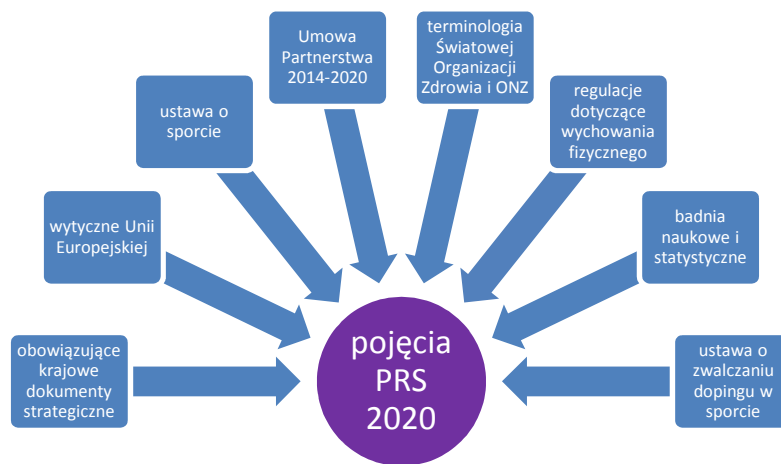 obowiązujące
krajowe
dokumenty
strategiczne
wytyczne Unii
Europejskiej
ustawa o
sporcie
Umowa
Partnerstwa
2014-2020
terminologia
Światowej
Organizacji
Zdrowia i ONZ
regulacje
dotyczące
wychowania
fizycznego
badnia
naukowe i
statystyczne
ustawa o
zwalczaniu
dopingu w
sporcie
pojęcia
PRS
2020